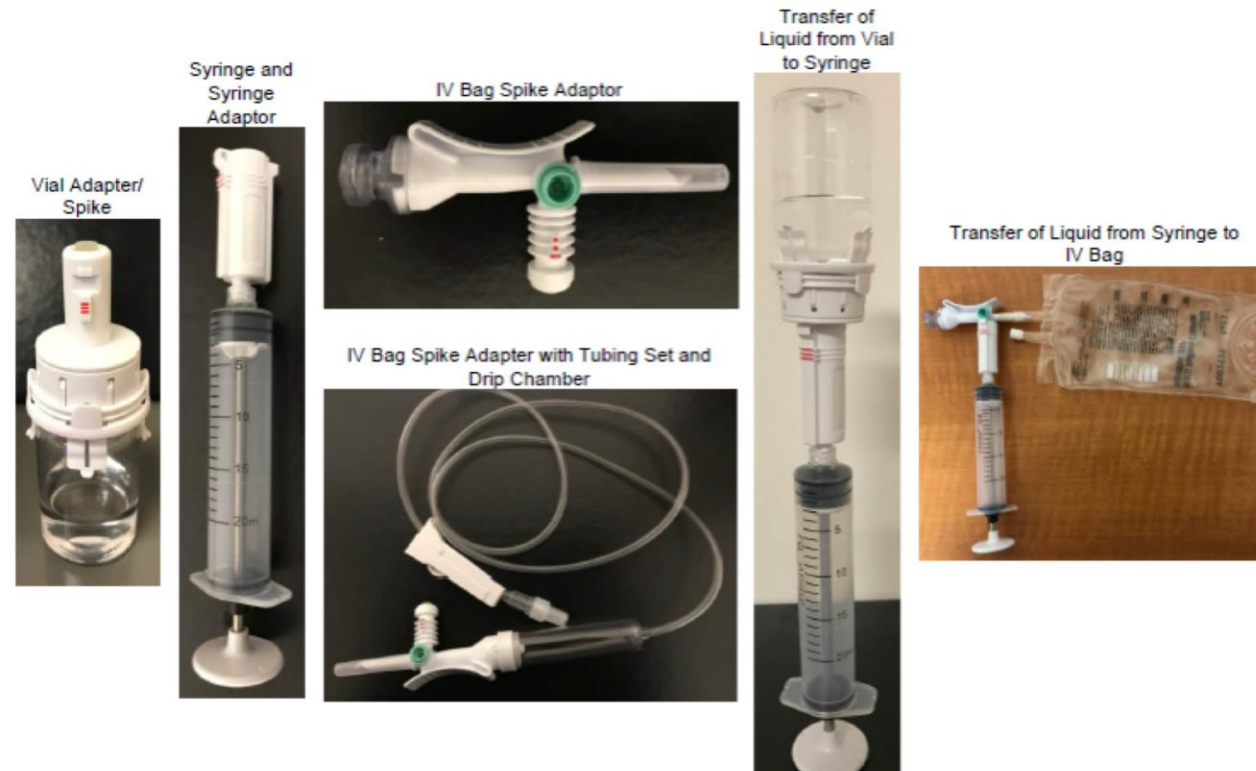 Vial Adapter/
Spike
Syringe and
Syringe
Adaptor
5
10
15
20m
IV Bag Spike Adaptor
IV Bag Spike Adapter with Tubing Set and
Drip Chamber
Transfer of
Liquid from Vial
to Syringe
5
10
15
20m
Transfer of Liquid from Syringe to
IV Bag